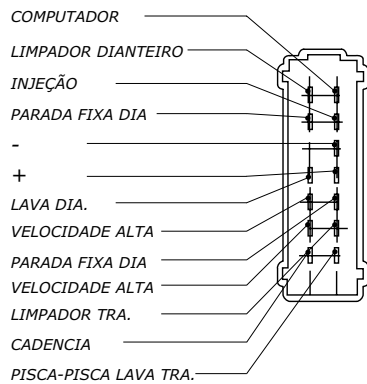 COMPUTADOR
LIMPADOR DIANTEIRO
INJEÇÃO
PARADA FIXA DIA
-
+
LAVA DIA.
VELOCIDADE ALTA
PARADA FIXA DIA
VELOCIDADE ALTA
LIMPADOR TRA.
CADENCIA
PISCA-PISCA LAVA TRA.